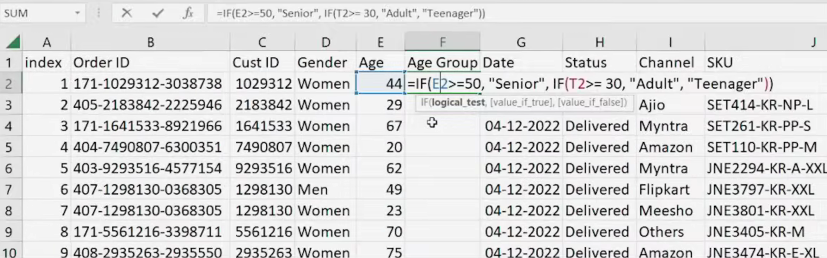 SUM =IF(E2>=50, "Senior", IF(T2>= 30, "Adult", "Teenager"))
A B C D E F G H I J
1 index Order ID Cust ID Gender Age Age Group Date Status Channel SKU
2 1 171-1029312-3038738 1029312 Women 44 =IF(E2>=50, "Senior", IF(T2>= 30, "Adult", "Teenager"))
IF(logical_test, [value_if_true], [value_if_false])
3 2 405-2183842-2225946 2183842 Women 29 Ajio SET414-KR-NP-L
4 3 171-1641533-8921966 1641533 Women 67 04-12-2022 Delivered Myntra SET261-KR-PP-S
5 4 404-7490807-6300351 7490807 Women 20 04-12-2022 Delivered Amazon SET110-KR-PP-M
6 5 403-9293516-4577154 9293516 Women 62 04-12-2022 Delivered Myntra JNE2294-KR-A-XXL
7 6 407-1298130-0368305 1298130 Men 49 04-12-2022 Delivered Flipkart JNE3797-KR-XXL
8 7 407-1298130-0368305 1298130 Women 23 04-12-2022 Delivered Meesho JNE3801-KR-XXL
9 8 171-5561216-3398711 5561216 Women 70 04-12-2022 Delivered Others JNE3405-KR-M
10 9 408-2935263-2935550 2935263 Women 75 04-12-2022 Delivered Amazon JNE3474-KR-E-XL